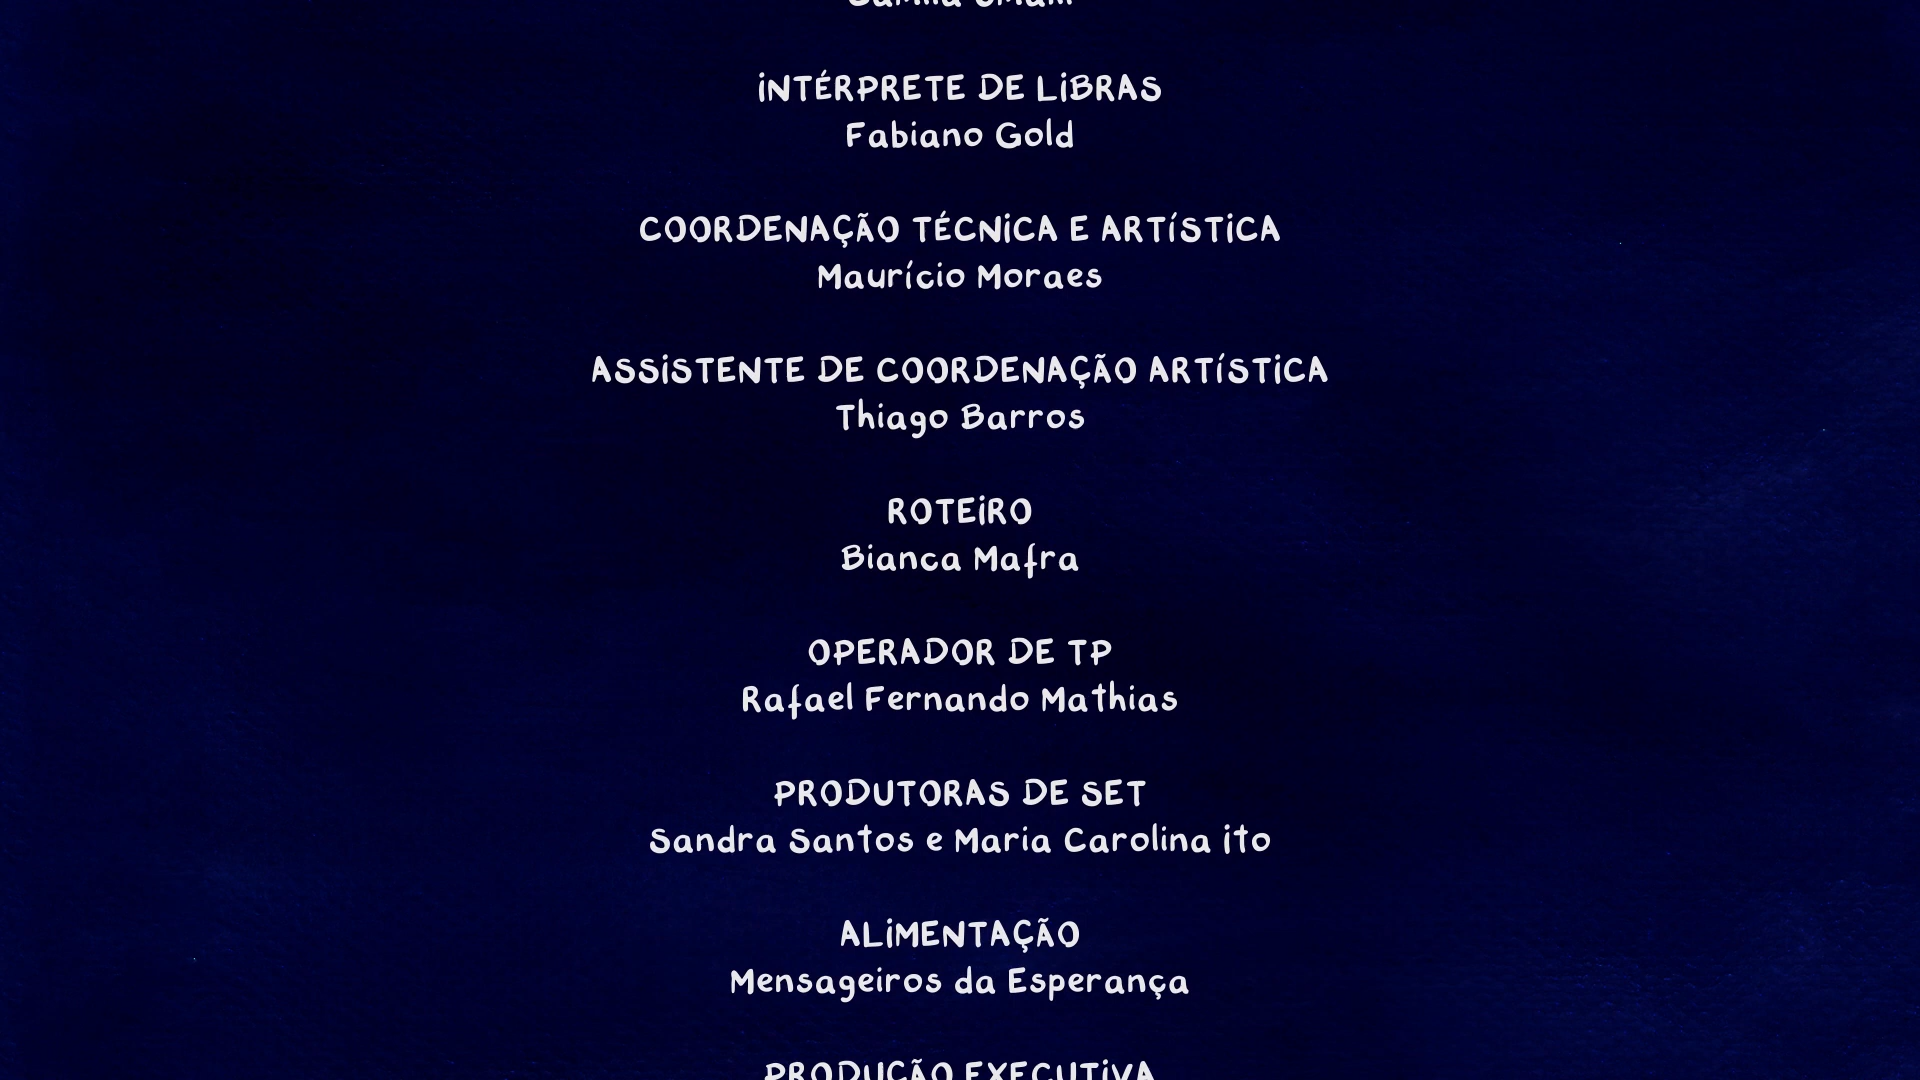 INTÉRPRETE DE LIBRAS
Fabiano Gold
COORDENAÇÃO TÉCNICA E ARTÍSTICA
Maurício Moraes
ASSISTENTE DE COORDENAÇÃO ARTÍSTICA
Thiago Barros
ROTEIRO
Bianca Mafra
OPERADOR DE TP
Rafael Fernando Mathias
PRODUTORAS DE SET
Sandra Santos e Maria Carolina Ito
ALIMENTAÇÃO
Mensageiros da Esperança
PRODUÇÃO EXECUTIVA